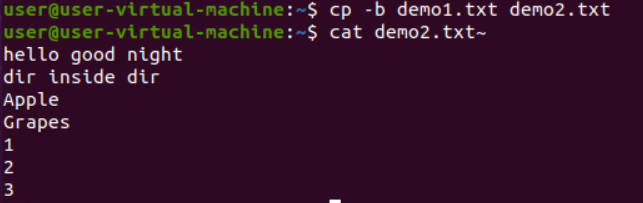 user@user-virtual-machine:~$ cp -b demo1.txt demo2.txt
user@user-virtual-machine:~$ cat demo2.txt~
hello good night
dir inside dir
Apple
Grapes
1
2
3